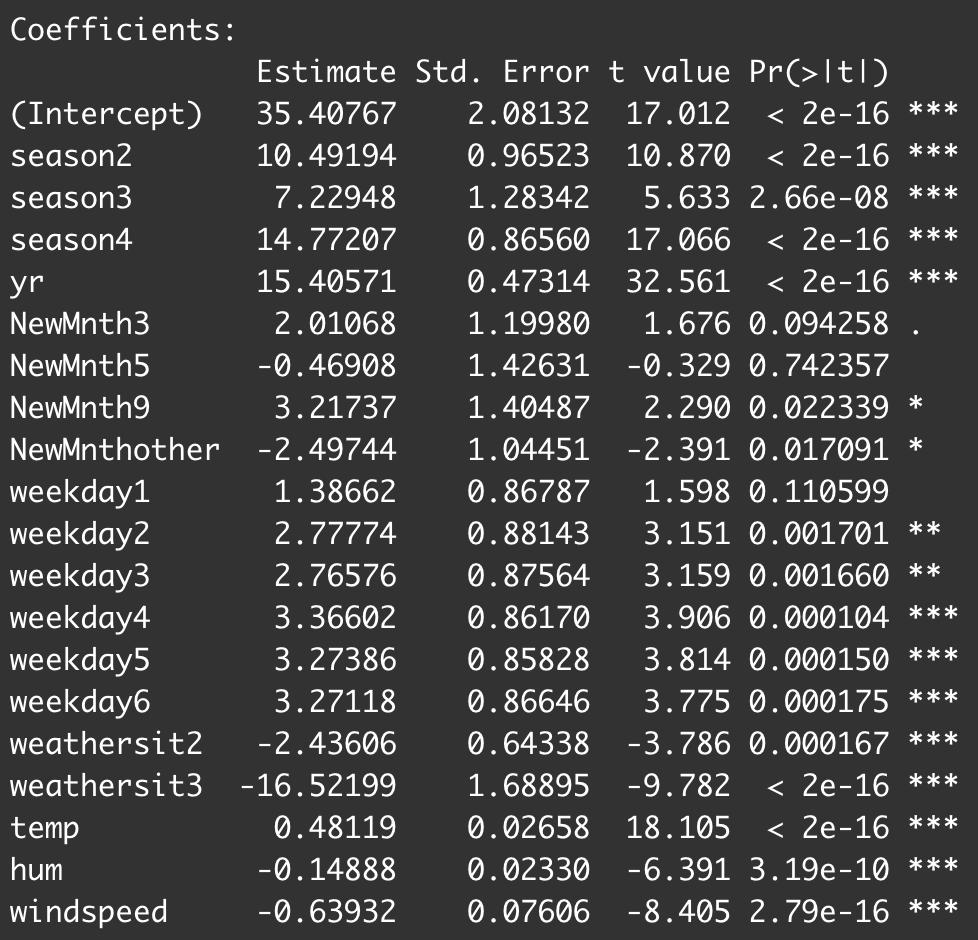 Coefficients:
Estimate Std. Error t value Pr(>|t|)
(Intercept) 35.40767 2.08132 17.012 < 2e-16 ***
season2 10.49194 0.96523 10.870 < 2e-16 ***
season3 7.22948 1.28342 5.633 2.66e-08 ***
season4 14.77207 0.86560 17.066 < 2e-16 ***
yr 15.40571 0.47314 32.561 < 2e-16 ***
NewMnth3 2.01068 1.19980 1.676 0.094258 .
NewMnth5 -0.46908 1.42631 -0.329 0.742357
NewMnth9 3.21737 1.40487 2.290 0.022339 *
NewMnthother -2.49744 1.04451 -2.391 0.017091 *
weekday1 1.38662 0.86787 1.598 0.110599
weekday2 2.77774 0.88143 3.151 0.001701 **
weekday3 2.76576 0.87564 3.159 0.001660 **
weekday4 3.36602 0.86170 3.906 0.000104 ***
weekday5 3.27386 0.85828 3.814 0.000150 ***
weekday6 3.27118 0.86646 3.775 0.000175 ***
weathersit2 -2.43606 0.64338 -3.786 0.000167 ***
weathersit3 -16.52199 1.68895 -9.782 < 2e-16 ***
temp 0.48119 0.02658 18.105 < 2e-16 ***
hum -0.14888 0.02330 -6.391 3.19e-10 ***
windspeed -0.63932 0.07606 -8.405 2.79e-16 ***